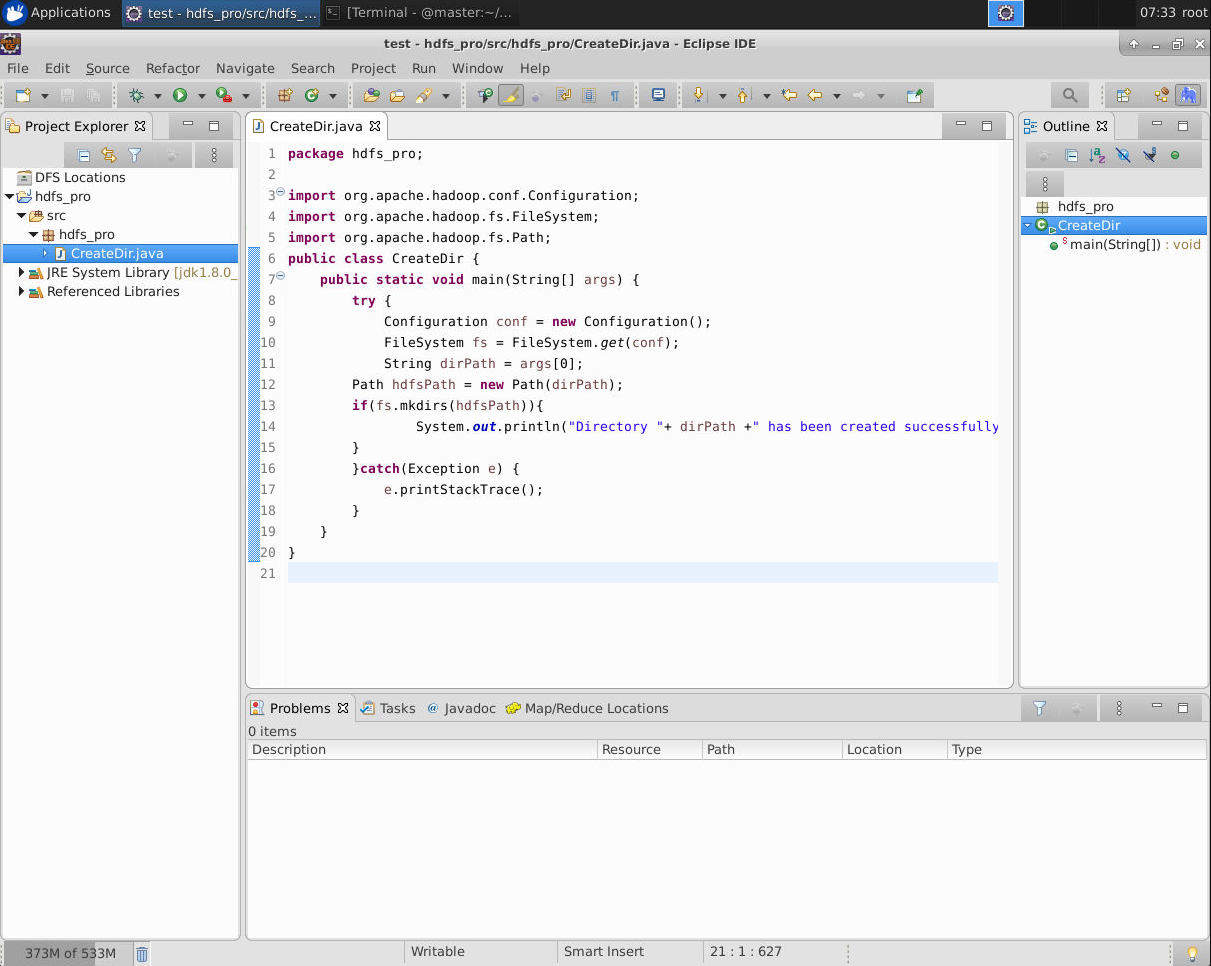 Applications test - hdfs_pro/src/hdfs_... [Terminal - @master:~/... 07:33 root
test - hdfs_pro/src/hdfs_pro/CreateDir.java - Eclipse IDE
File Edit Source Refactor Navigate Search Project Run Window Help
Project Explorer
DFS Locations
hdfs_pro
src
hdfs_pro
CreateDir.java
JRE System Library [jdk1.8.0_
Referenced Libraries
CreateDir.java
1 package hdfs_pro;
2
3 import org.apache.hadoop.conf.Configuration;
4 import org.apache.hadoop.fs.FileSystem;
5 import org.apache.hadoop.fs.Path;
6 public class CreateDir {
7 public static void main(String[] args) {
8 try {
9 Configuration conf = new Configuration();
10 FileSystem fs = FileSystem.get(conf);
11 String dirPath = args[0];
12 Path hdfsPath = new Path(dirPath);
13 if(fs.mkdirs(hdfsPath)){
14 System.out.println("Directory "+ dirPath +" has been created successfully
15 }
16 }catch(Exception e) {
17 e.printStackTrace();
18 }
19 }
20 }
21
Outline
hdfs_pro
CreateDir
main(String[]) : void
Problems Tasks Javadoc Map/Reduce Locations
0 items
Description Resource Path Location Type
373M of 533M Writable Smart Insert 21 : 1 : 627